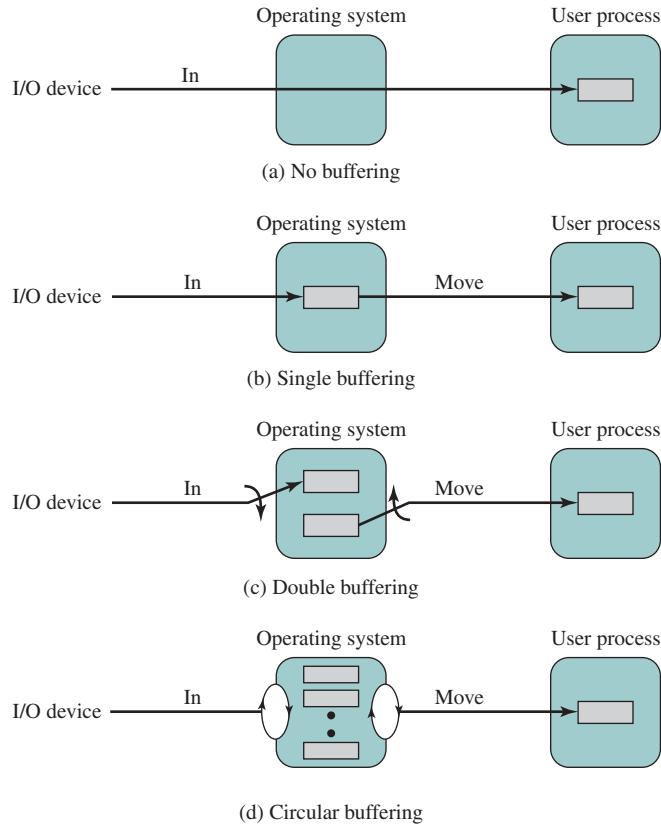 Operating system
User process
In
I/O device
(a) No buffering
Operating system
User process
In
Move
I/O device
(b) Single buffering
Operating system
User process
In
Move
I/O device
(c) Double buffering
Operating system
User process
In
Move
I/O device
(d) Circular buffering